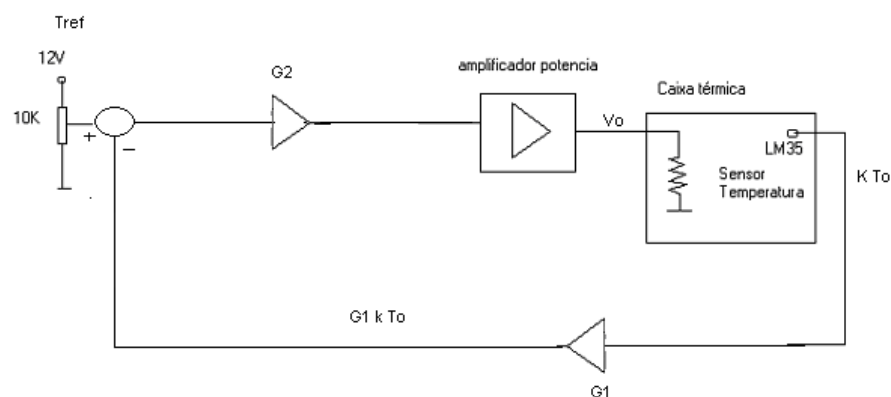 Tref
12V
10K
+
−
G2
amplificador potencia
Vo
Caixa térmica
LM35
Sensor
Temperatura
K To
G1 k To
G1